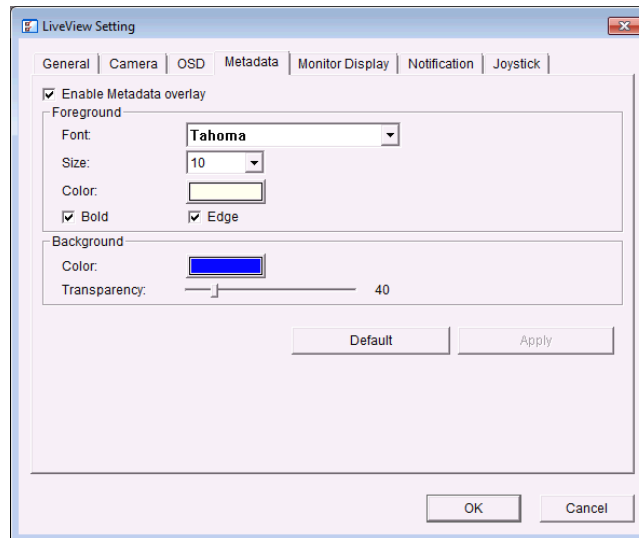 LiveView Setting
General Camera OSD Metadata Monitor Display Notification Joystick
Enable Metadata overlay
Foreground
Font: Tahoma
Size: 10
Color:
Bold Edge
Background
Color:
Transparency: 40
Default Apply
OK Cancel